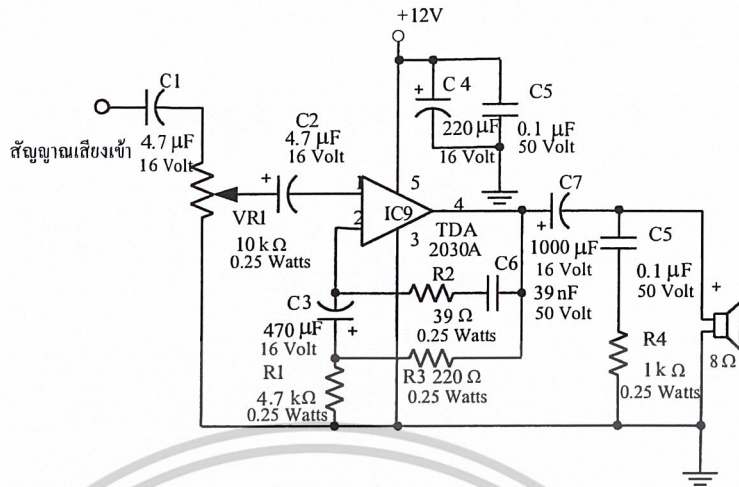 +12V
C1
4.7 μF
16 Volt
สัญญาณเสียงเข้า
C2
4.7 μF
16 Volt
+
VR1
10 kΩ
0.25 Watts
+
C 4
220 μF
16 Volt
C5
0.1 μF
50 Volt
1
2
5
IC9
4
3
TDA
2030A
C7
+
1000 μF
16 Volt
C5
0.1 μF
50 Volt
R2
39 Ω
0.25 Watts
C6
39 nF
50 Volt
C3
470 μF
16 Volt
+
R1
4.7 kΩ
0.25 Watts
R3 220 Ω
0.25 Watts
R4
1 k Ω
0.25 Watts
+
8 Ω